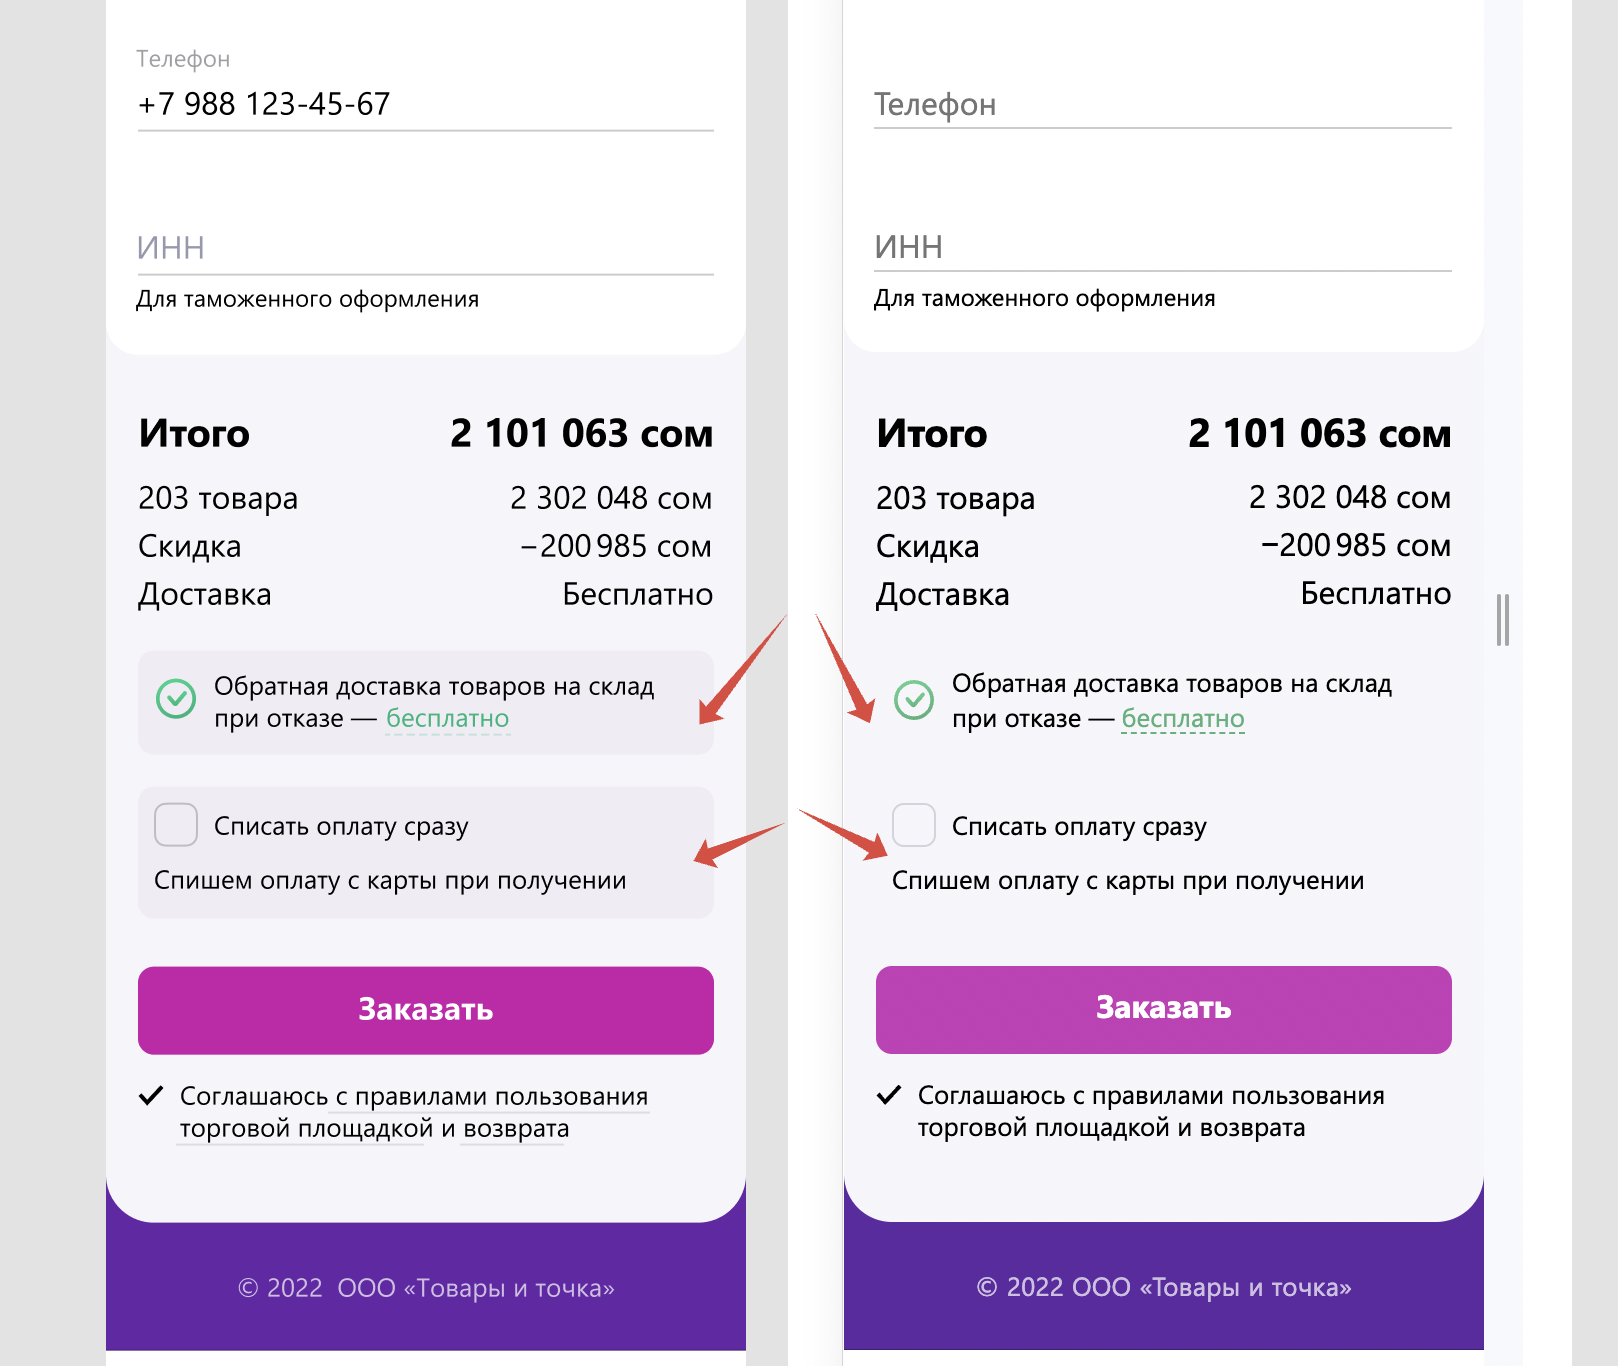 Телефон
+7 988 123-45-67
ИНН
Для таможенного оформления
Итого 2 101 063 сом
203 товара 2 302 048 сом
Скидка −200 985 сом
Доставка Бесплатно
Обратная доставка товаров на склад
при отказе — бесплатно
Списать оплату сразу
Спишем оплату с карты при получении
Заказать
Соглашаюсь с правилами пользования
торговой площадкой и возврата
© 2022 ООО «Товары и точка»
Телефон
ИНН
Для таможенного оформления
Итого 2 101 063 сом
203 товара 2 302 048 сом
Скидка −200 985 сом
Доставка Бесплатно
Обратная доставка товаров на склад
при отказе — бесплатно
Списать оплату сразу
Спишем оплату с карты при получении
Заказать
Соглашаюсь с правилами пользования
торговой площадкой и возврата
© 2022 ООО «Товары и точка»